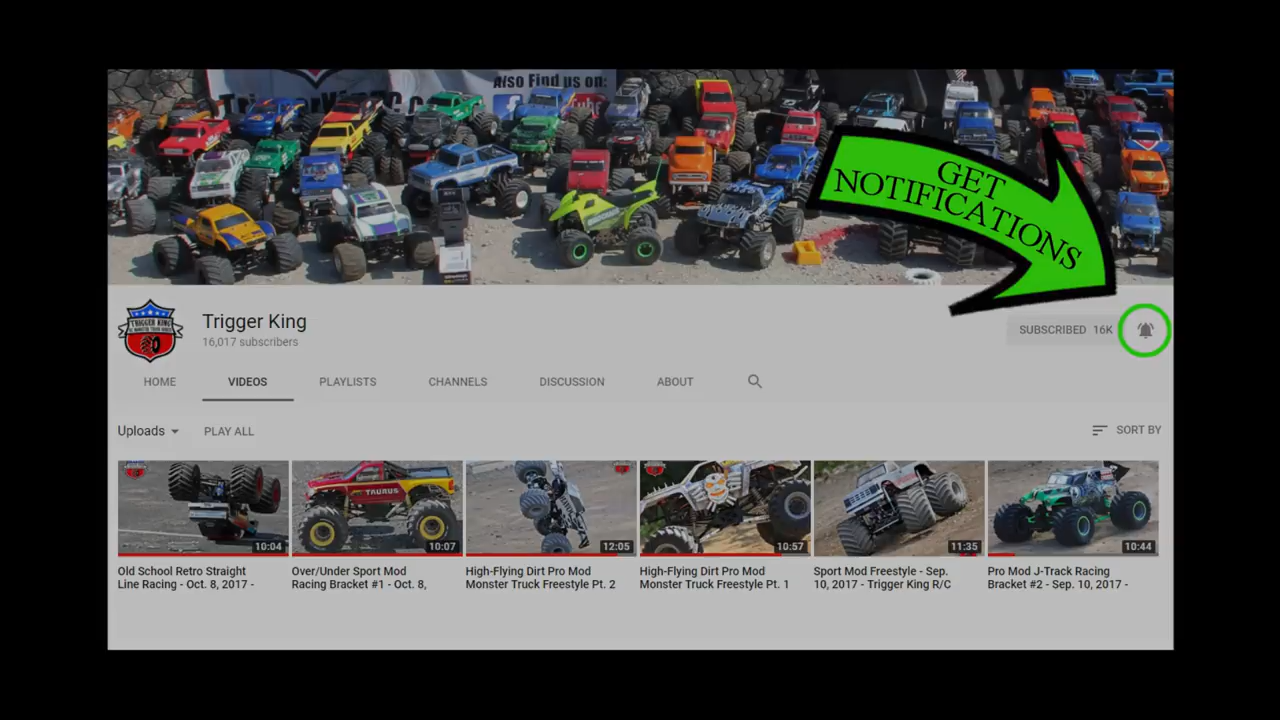 Also Find us on:
GET
NOTIFICATIONS
TRIGGER KING
Trigger King
16,017 subscribers
SUBSCRIBED 16K
HOME
VIDEOS
PLAYLISTS
CHANNELS
DISCUSSION
ABOUT
Uploads
PLAY ALL
SORT BY
TAURUS
10:04
10:07
12:05
10:57
11:35
10:44
Old School Retro Straight
Line Racing - Oct. 8, 2017 -
Over/Under Sport Mod
Racing Bracket #1 - Oct. 8,
High-Flying Dirt Pro Mod
Monster Truck Freestyle Pt. 2
High-Flying Dirt Pro Mod
Monster Truck Freestyle Pt. 1
Sport Mod Freestyle - Sep.
10, 2017 - Trigger King R/C
Pro Mod J-Track Racing
Bracket #2 - Sep. 10, 2017 -